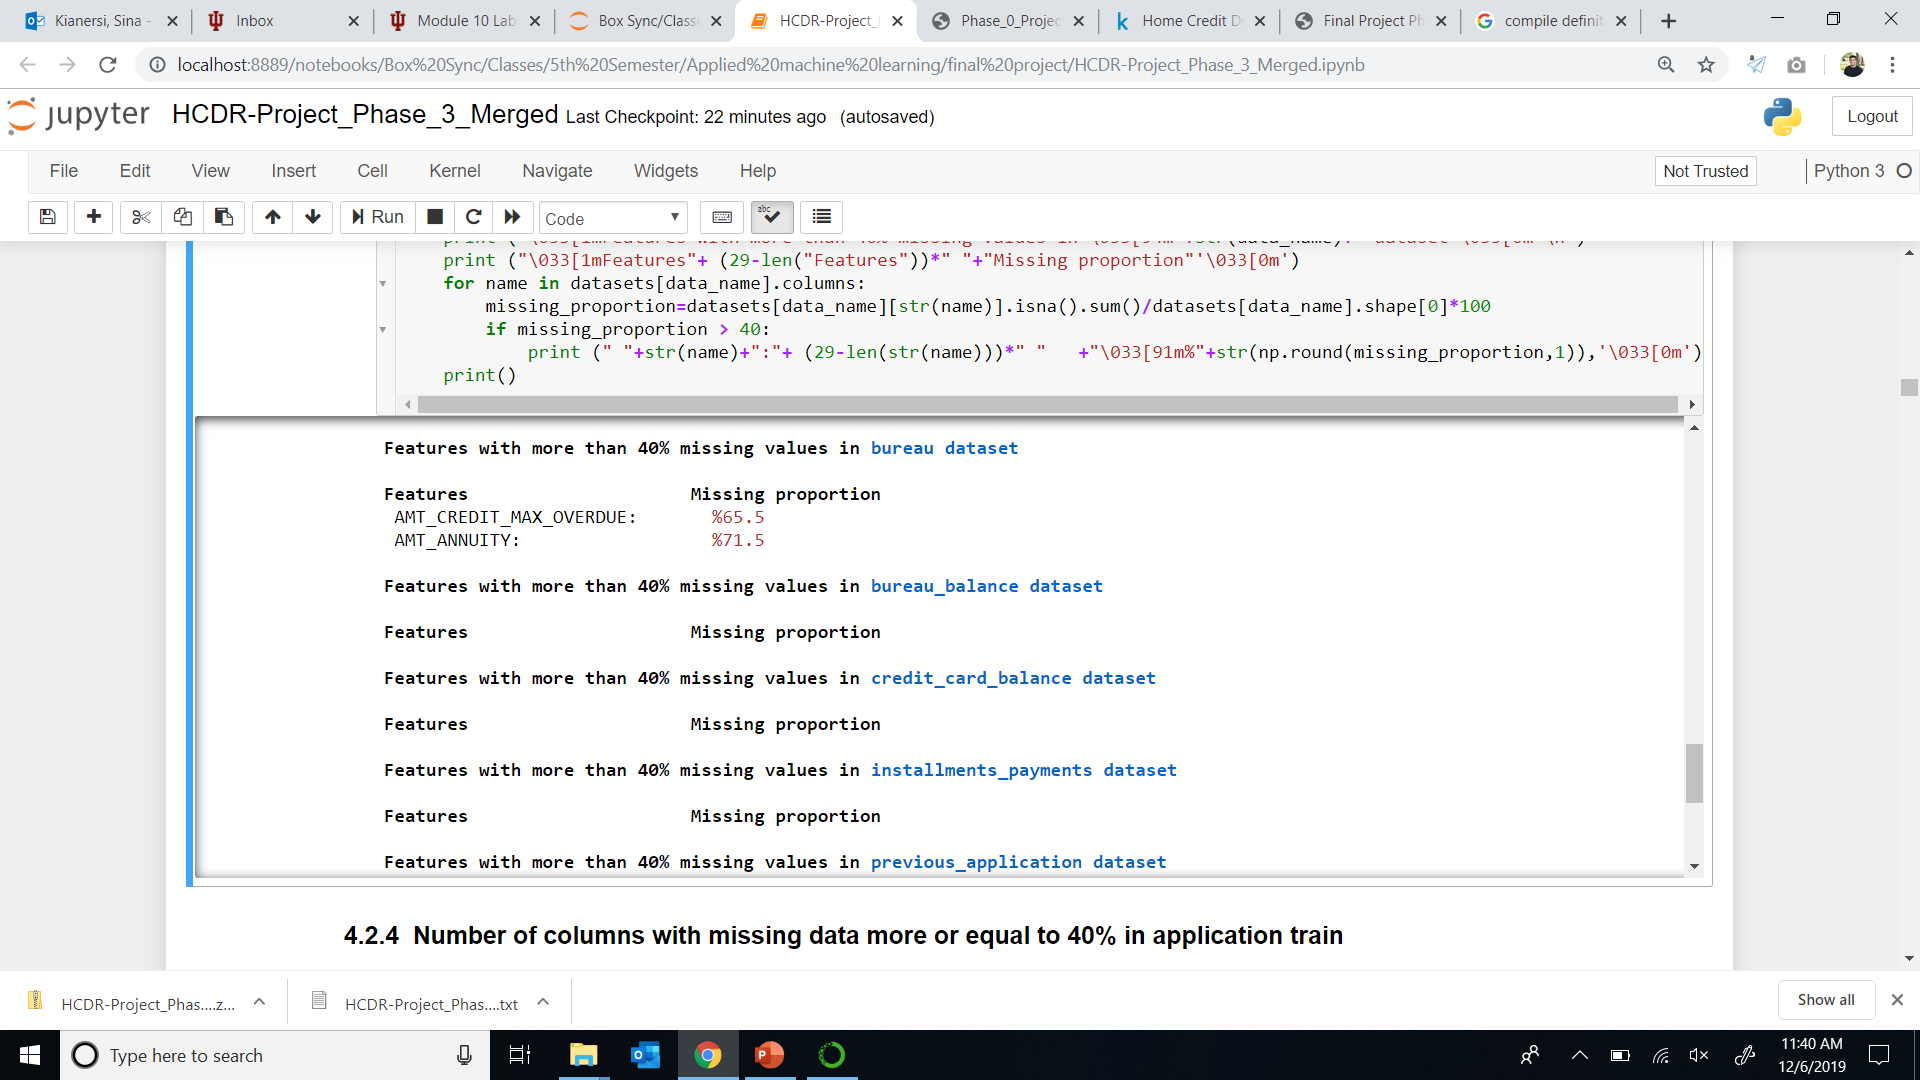 Kianersi, Sina -
Inbox
Module 10 Lab
Box Sync/Classe
HCDR-Project_
Phase_0_Projec
Home Credit D
Final Project Ph
compile definit
localhost:8889/notebooks/Box%20Sync/Classes/5th%20Semester/Applied%20machine%20learning/final%20project/HCDR-Project_Phase_3_Merged.ipynb
jupyter HCDR-Project_Phase_3_Merged Last Checkpoint: 22 minutes ago (autosaved)
Logout
File Edit View Insert Cell Kernel Navigate Widgets Help
Not Trusted
Python 3
Run
Code
abc
print ("\033[1mFeatures"+ (29-len("Features"))*" "+"Missing proportion"'\033[0m')
for name in datasets[data_name].columns:
missing_proportion=datasets[data_name][str(name)].isna().sum()/datasets[data_name].shape[0]*100
if missing_proportion > 40:
print (" "+str(name)+":"+ (29-len(str(name)))*" " +"\033[91m%"+str(np.round(missing_proportion,1)),'\033[0m')
print()
Features with more than 40% missing values in bureau dataset
Features Missing proportion
AMT_CREDIT_MAX_OVERDUE: %65.5
AMT_ANNUITY: %71.5
Features with more than 40% missing values in bureau_balance dataset
Features Missing proportion
Features with more than 40% missing values in credit_card_balance dataset
Features Missing proportion
Features with more than 40% missing values in installments_payments dataset
Features Missing proportion
Features with more than 40% missing values in previous_application dataset
4.2.4 Number of columns with missing data more or equal to 40% in application train
HCDR-Project_Phas....z...
HCDR-Project_Phas....txt
Show all
Type here to search
11:40 AM
12/6/2019